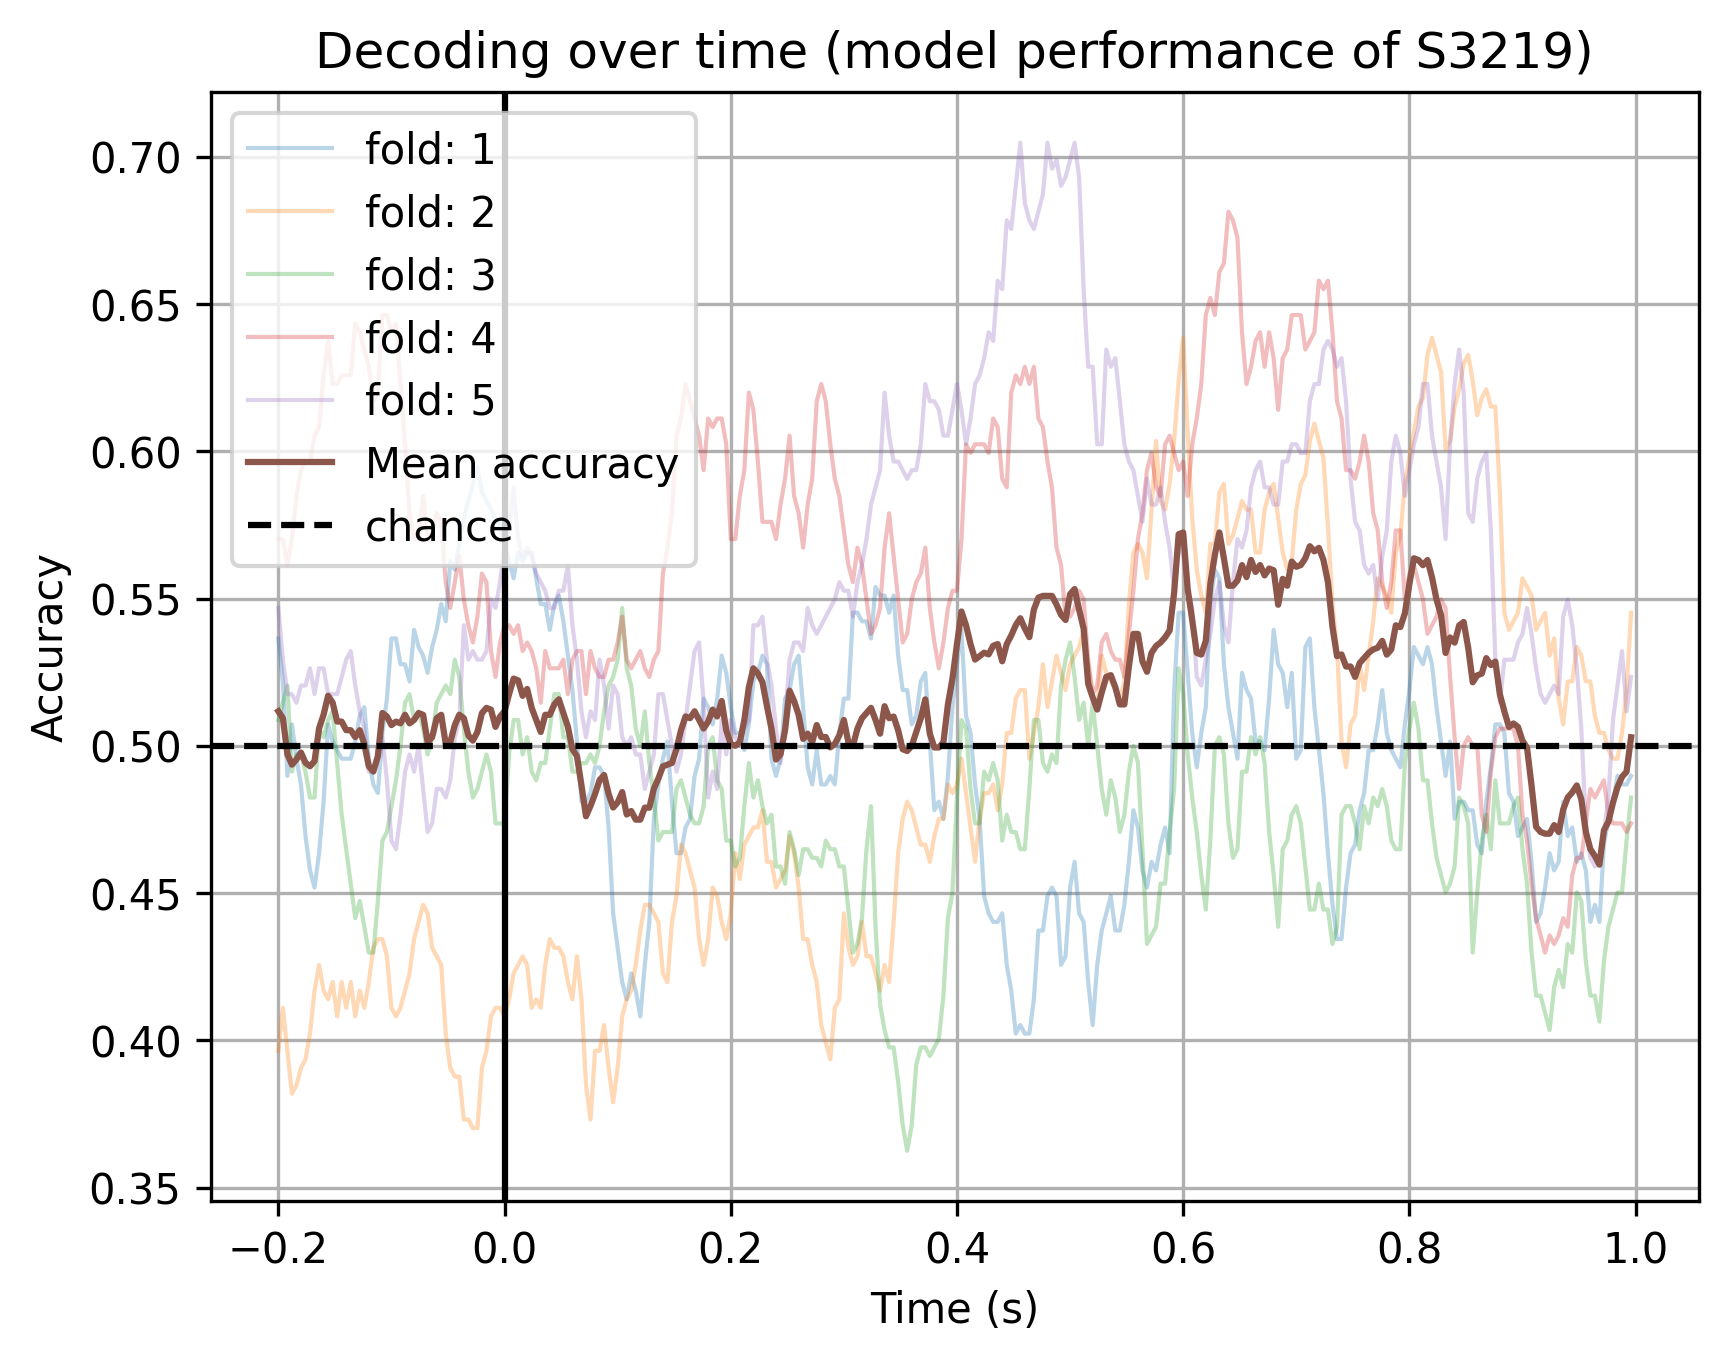 Decoding over time (model performance of S3219)
fold: 1
fold: 2
fold: 3
fold: 4
fold: 5
Mean accuracy
chance
0.70
0.65
0.60
0.55
0.50
0.45
0.40
0.35
Accuracy
−0.2 0.0 0.2 0.4 0.6 0.8 1.0
Time (s)